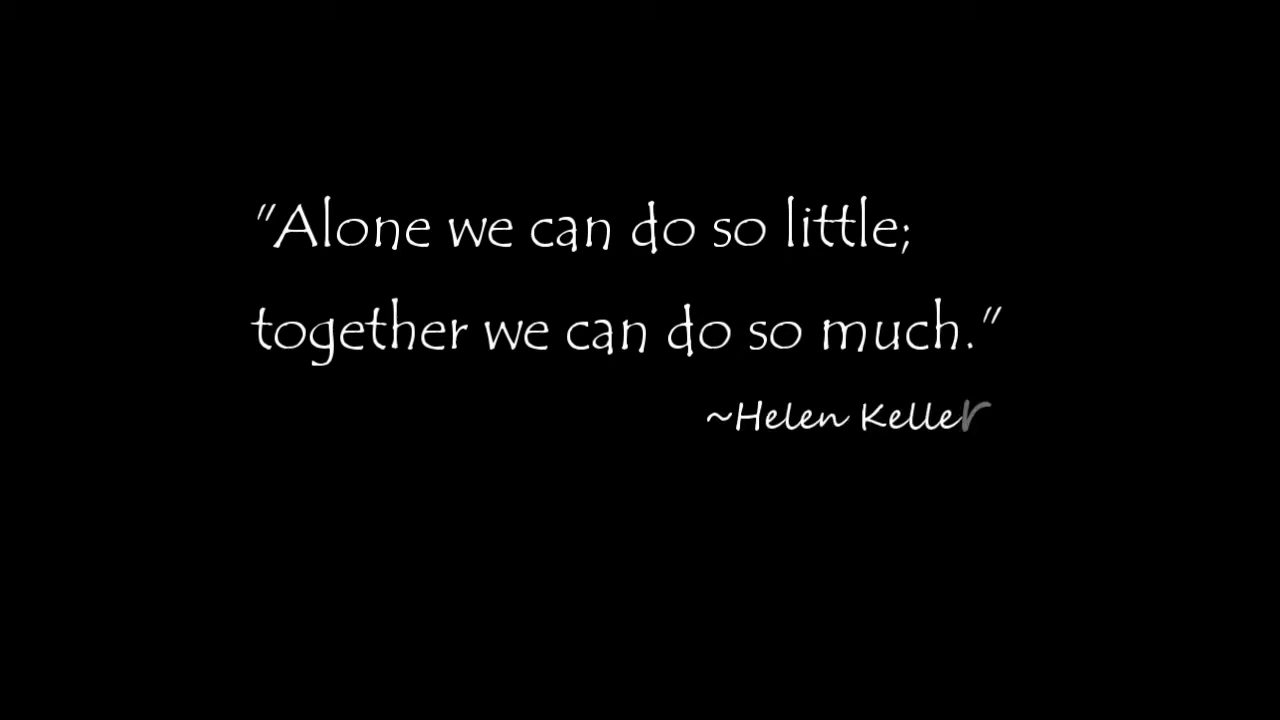 "Alone we can do so little;
together we can do so much."
~Helen Keller